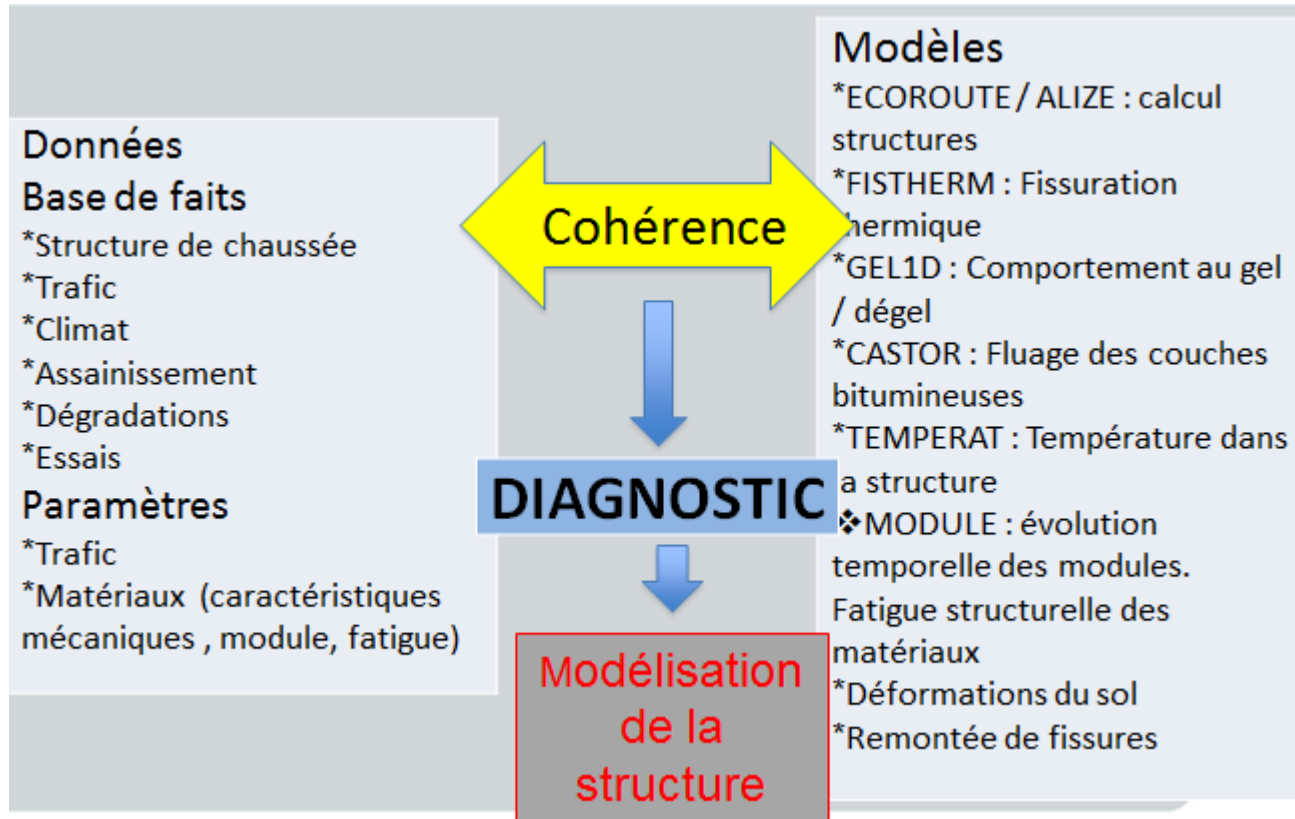 Données
Base de faits
*Structure de chaussée
*Trafic
*Climat
*Assainissement
*Dégradations
*Essais
Paramètres
*Trafic
*Matériaux (caractéristiques
mécaniques , module, fatigue)
Cohérence
DIAGNOSTIC
Modélisation
de la
structure
Modèles
*ECOROUTE / ALIZE : calcul
structures
*FISTHERM : Fissuration
hermique
*GEL1D : Comportement au gel
/ dégel
*CASTOR : Fluage des couches
bitumineuses
*TEMPERAT : Température dans
a structure
❖MODULE : évolution
temporelle des modules.
Fatigue structurelle des
matériaux
*Déformations du sol
*Remontée de fissures